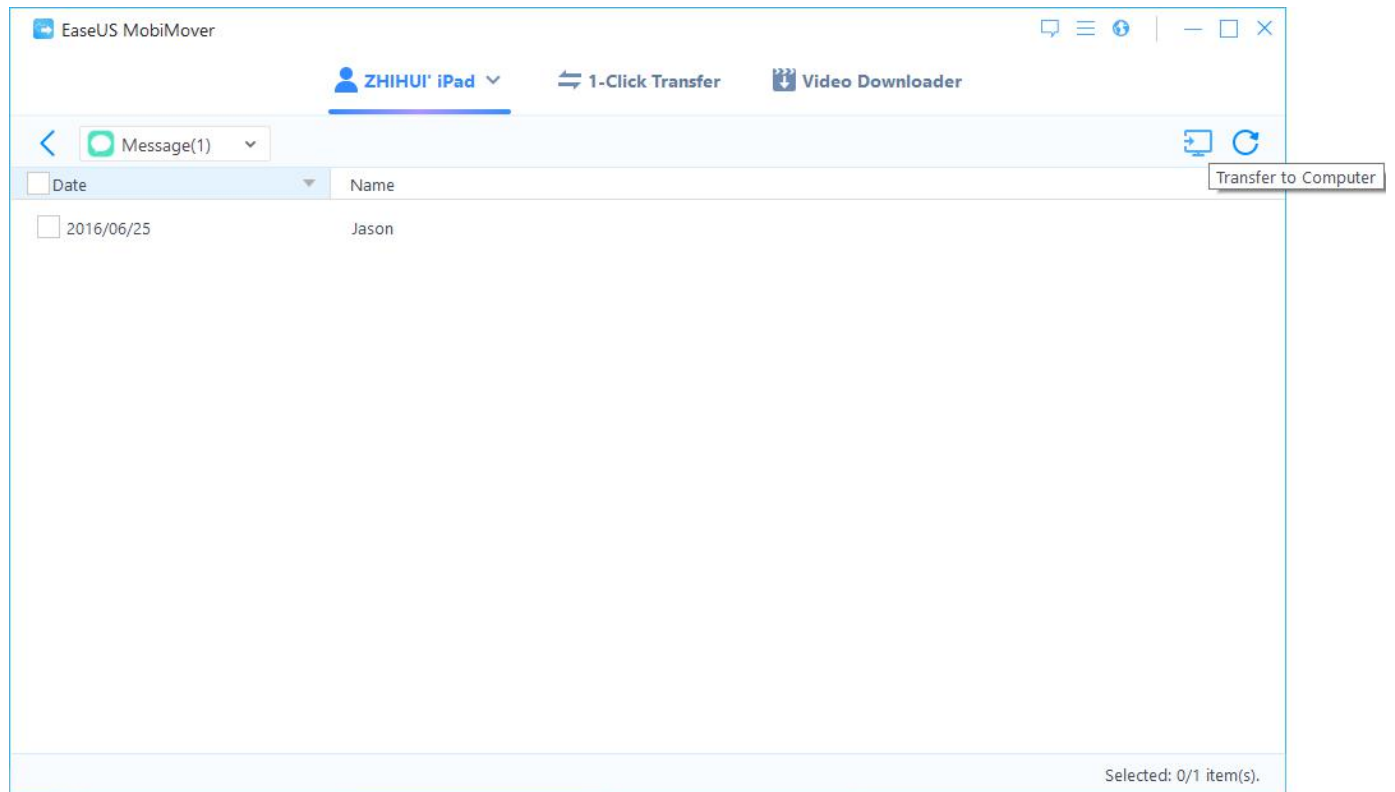 EaseUS MobiMover
ZHIHUI' iPad
1-Click Transfer
Video Downloader
Message(1)
Transfer to Computer
Date
Name
2016/06/25
Jason
Selected: 0/1 item(s).